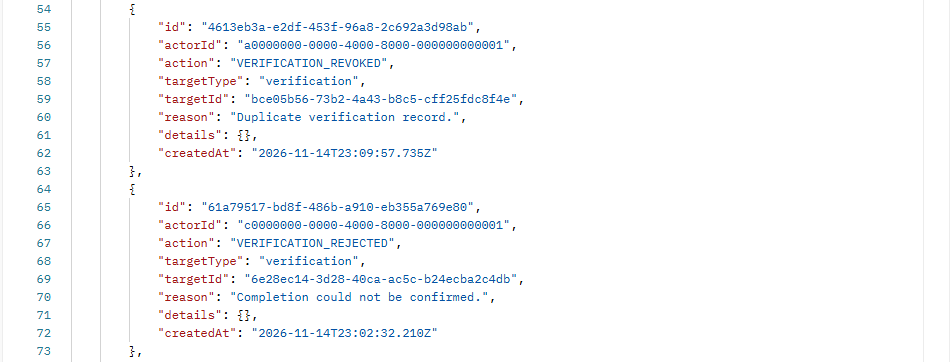 54 {
55 "id": "4613eb3a-e2df-453f-96a8-2c692a3d98ab",
56 "actorId": "a0000000-0000-4000-8000-000000000001",
57 "action": "VERIFICATION_REVOKED",
58 "targetType": "verification",
59 "targetId": "bce05b56-73b2-4a43-b8c5-cff25fdc8f4e",
60 "reason": "Duplicate verification record.",
61 "details": {},
62 "createdAt": "2026-11-14T23:09:57.735Z"
63 },
64 {
65 "id": "61a79517-bd8f-486b-a910-eb355a769e80",
66 "actorId": "c0000000-0000-4000-8000-000000000001",
67 "action": "VERIFICATION_REJECTED",
68 "targetType": "verification",
69 "targetId": "6e28ec14-3d28-40ca-ac5c-b24ecba2c4db",
70 "reason": "Completion could not be confirmed.",
71 "details": {},
72 "createdAt": "2026-11-14T23:02:32.210Z"
73 },